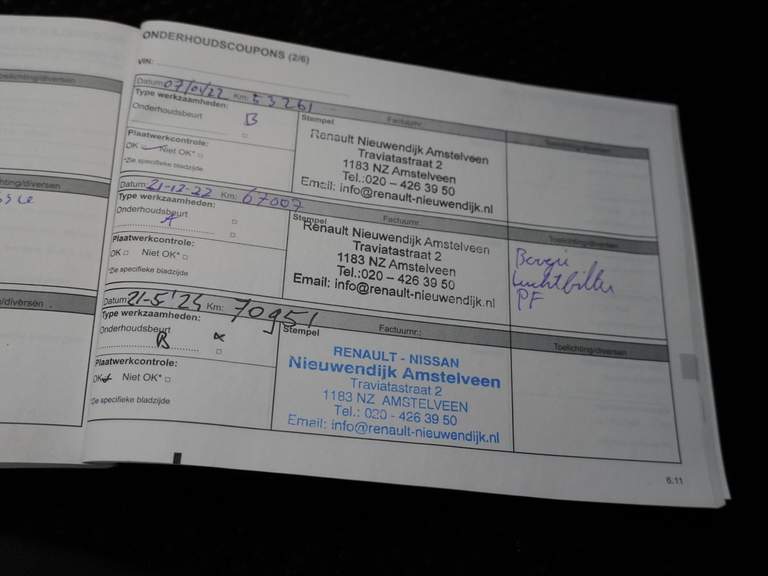 ONDERHOUDSCOUPONS (2/6)
VIN:
Datum: 07/01/22 Km: 53261
Type werkzaamheden:
Onderhoudsbeurt B
Plaatwerkcontrole:
OK Niet OK*
*Zie specifieke bladzijde
Stempel Factuurnr.:
Renault Nieuwendijk Amstelveen
Traviatastraat 2
1183 NZ Amstelveen
Tel.:020 – 426 39 50
Email: info@renault-nieuwendijk.nl
Toelichting/diversen
Datum: 21-12-22 Km: 67007
Type werkzaamheden:
Onderhoudsbeurt A
Plaatwerkcontrole:
OK Niet OK*
*Zie specifieke bladzijde
Stempel Factuurnr.:
Renault Nieuwendijk Amstelveen
Traviatastraat 2
1183 NZ Amstelveen
Tel.:020 – 426 39 50
Email: info@renault-nieuwendijk.nl
Toelichting/diversen
PF
Datum: Km: 70951
Type werkzaamheden:
Onderhoudsbeurt
B x
Plaatwerkcontrole:
OK Niet OK*
*Zie specifieke bladzijde
Stempel Factuurnr.:
RENAULT - NISSAN
Nieuwendijk Amstelveen
Traviatastraat 2
1183 NZ AMSTELVEEN
Tel.: 020 - 426 39 50
Email: info@renault-nieuwendijk.nl
Toelichting/diversen
6.11